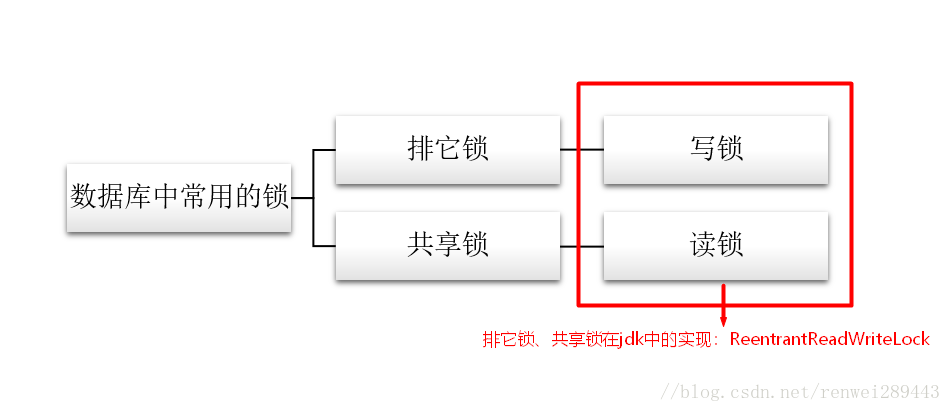 数据库中常用的锁
排它锁
写锁
共享锁
读锁
排它锁、共享锁在jdk中的实现：ReentrantReadWriteLock
//blog.csdn.net/renwei289443